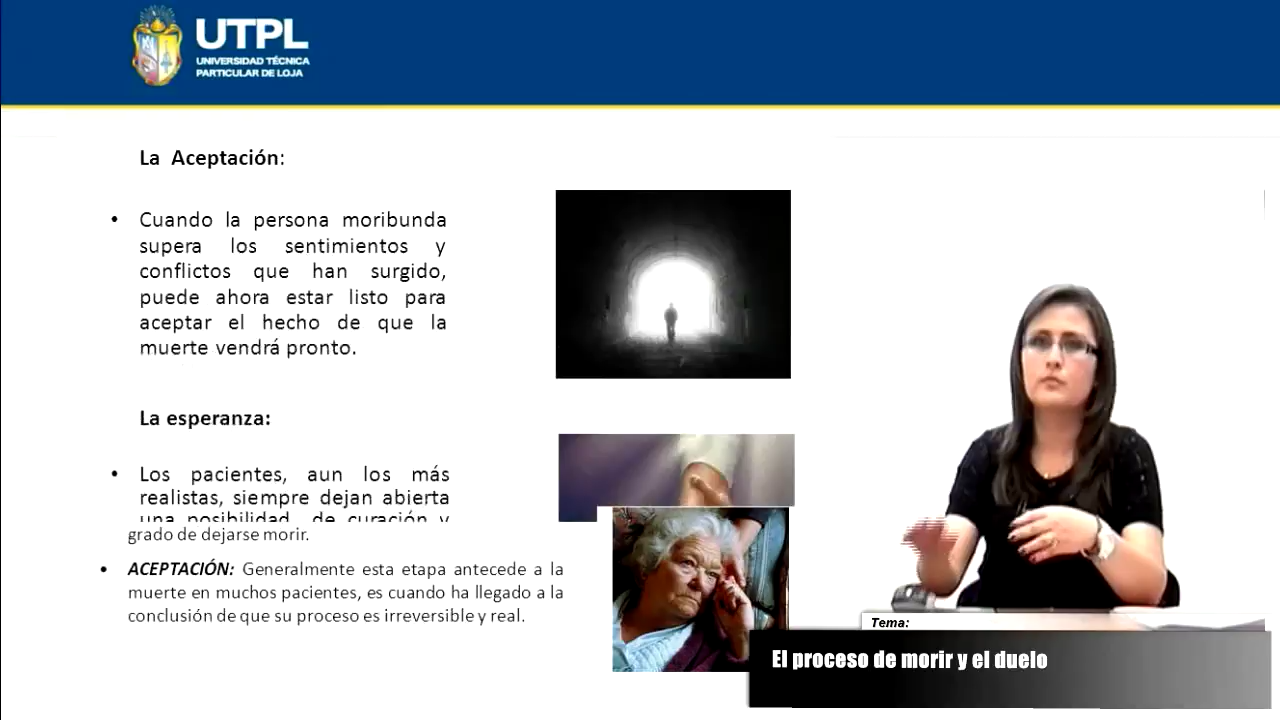 UTPL
UNIVERSIDAD TÉCNICA
PARTICULAR DE LOJA
La Aceptación:
• Cuando la persona moribunda
supera los sentimientos y
conflictos que han surgido,
puede ahora estar listo para
aceptar el hecho de que la
muerte vendrá pronto.
La esperanza:
• Los pacientes, aun los más
realistas, siempre dejan abierta
una posibilidad de curación y
grado de dejarse morir.
• ACEPTACIÓN: Generalmente esta etapa antecede a la
muerte en muchos pacientes, es cuando ha llegado a la
conclusión de que su proceso es irreversible y real.
Tema:
El proceso de morir y el duelo